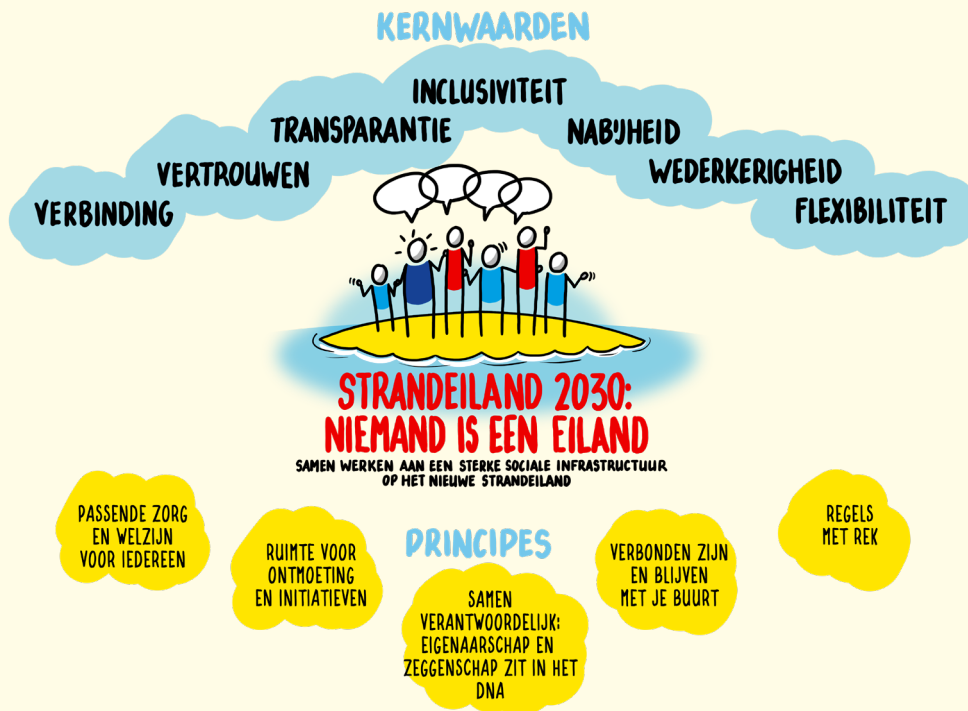 KERNWAARDEN
VERBINDING
VERTROUWEN
TRANSPARANTIE
INCLUSIVITEIT
NABIJHEID
WEDERKERIGHEID
FLEXIBILITEIT
STRANDEILAND 2030:
NIEMAND IS EEN EILAND
SAMEN WERKEN AAN EEN STERKE SOCIALE INFRASTRUCTUUR
OP HET NIEUWE STRANDEILAND
PRINCIPES
PASSENDE ZORG
EN WELZIJN
VOOR IEDEREEN
RUIMTE VOOR
ONTMOETING
EN INITIATIEVEN
SAMEN
VERANTWOORDELIJK:
EIGENAARSCHAP EN
ZEGGENSCHAP ZIT IN HET
DNA
VERBONDEN ZIJN
EN BLIJVEN
MET JE BUURT
REGELS
MET REK